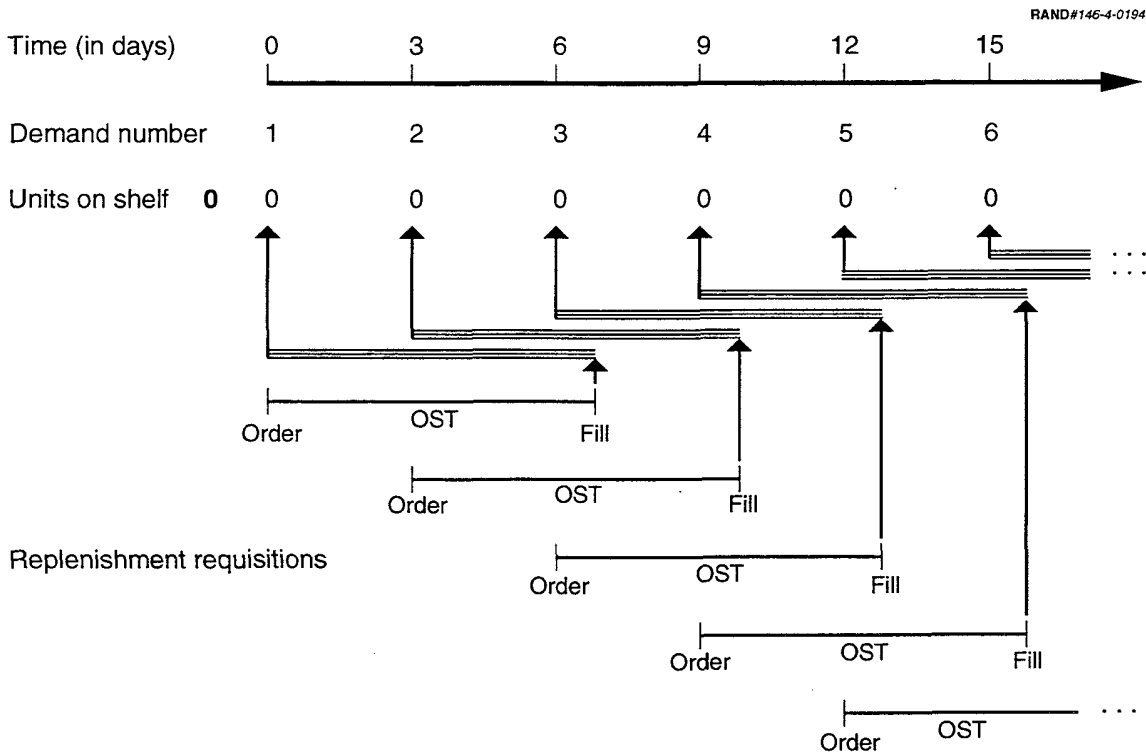 RAND#146-4-0194
Time (in days) 0 3 6 9 12 15
Demand number 1 2 3 4 5 6
Units on shelf 0 0 0 0 0 0 0
. . .
. . .
OST
Order Fill
OST
Order Fill
Replenishment requisitions
OST
Order Fill
OST
Order Fill
. . .
OST
Order